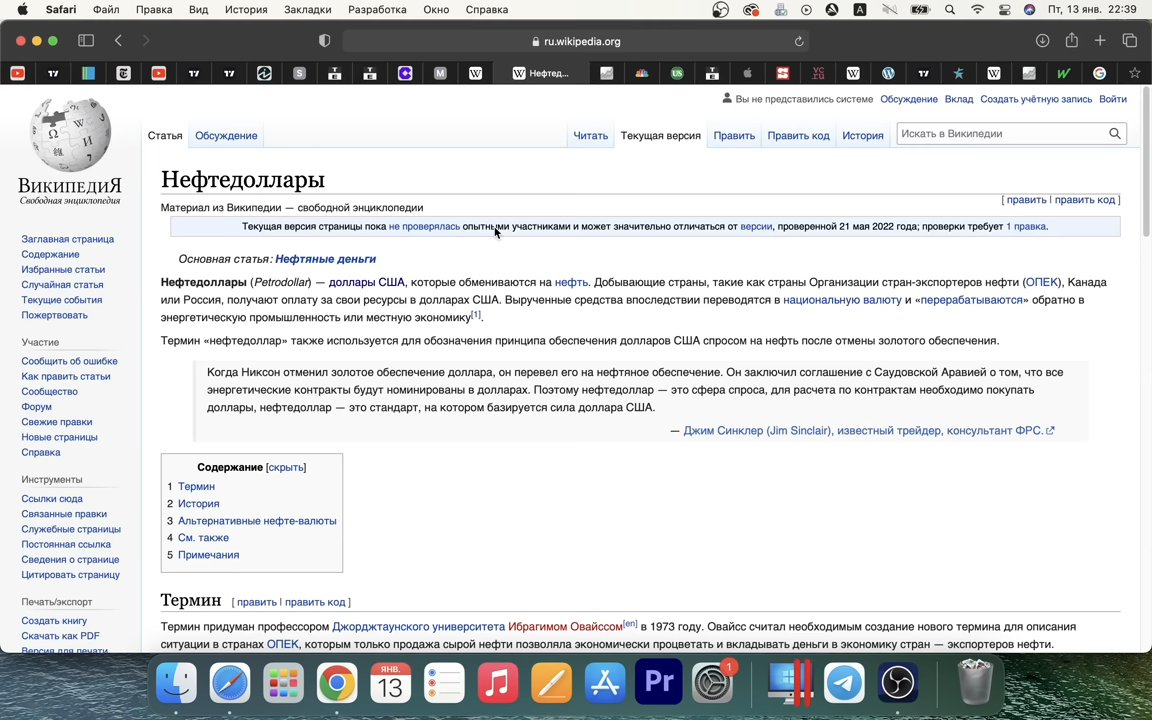 Safari Файл Правка Вид История Закладки Разработка Окно Справка
A Пт, 13 янв. 22:39
ru.wikipedia.org
Нефтед...
Вы не представились системе Обсуждение Вклад Создать учётную запись Войти
Статья Обсуждение Читать Текущая версия Править Править код История Искать в Википедии
ВИКИПЕДИЯ
Свободная энциклопедия
Заглавная страница
Содержание
Избранные статьи
Случайная статья
Текущие события
Пожертвовать
Участие
Сообщить об ошибке
Как править статьи
Сообщество
Форум
Свежие правки
Новые страницы
Справка
Инструменты
Ссылки сюда
Связанные правки
Служебные страницы
Постоянная ссылка
Сведения о странице
Цитировать страницу
Печать/экспорт
Создать книгу
Скачать как PDF
Версия для печати
Нефтедоллары
[ править | править код ]
Материал из Википедии — свободной энциклопедии
Текущая версия страницы пока не проверялась опытными участниками и может значительно отличаться от версии, проверенной 21 мая 2022 года; проверки требует 1 правка.
Основная статья: Нефтяные деньги
Нефтедоллары (Petrodollar) — доллары США, которые обмениваются на нефть. Добывающие страны, такие как страны Организации стран-экспортеров нефти (ОПЕК), Канада
или Россия, получают оплату за свои ресурсы в долларах США. Вырученные средства впоследствии переводятся в национальную валюту и «перерабатываются» обратно в
энергетическую промышленность или местную экономику[1].
Термин «нефтедоллар» также используется для обозначения принципа обеспечения долларов США спросом на нефть после отмены золотого обеспечения.
Когда Никсон отменил золотое обеспечение доллара, он перевел его на нефтяное обеспечение. Он заключил соглашение с Саудовской Аравией о том, что все
энергетические контракты будут номинированы в долларах. Поэтому нефтедоллар — это сфера спроса, для расчета по контрактам необходимо покупать
доллары, нефтедоллар — это стандарт, на котором базируется сила доллара США.
— Джим Синклер (Jim Sinclair), известный трейдер, консультант ФРС.
Содержание [скрыть]
1 Термин
2 История
3 Альтернативные нефте-валюты
4 См. также
5 Примечания
Термин [ править | править код ]
Термин придуман профессором Джорджтаунского университета Ибрагимом Овайссом[en] в 1973 году. Овайсс считал необходимым создание нового термина для описания
ситуации в странах ОПЕК, которым только продажа сырой нефти позволяла экономически процветать и вкладывать деньги в экономику стран — экспортеров нефти.
ЯНВ.
13
Pr
1